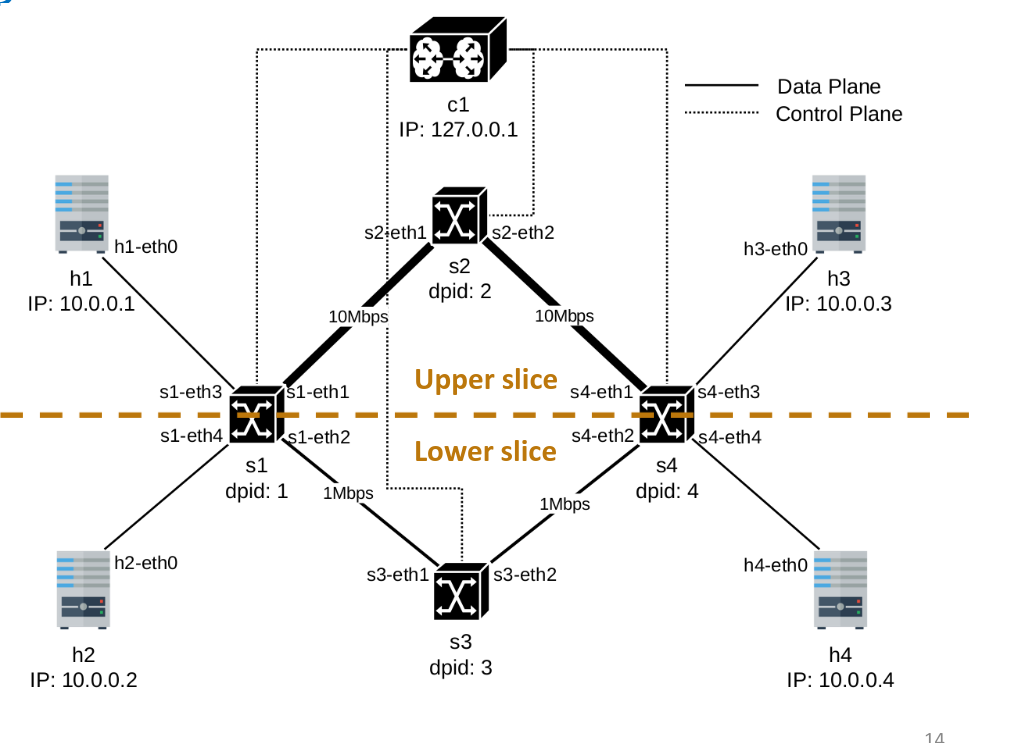 c1
IP: 127.0.0.1
Data Plane
Control Plane
h1-eth0
h1
IP: 10.0.0.1
s2-eth1
s2-eth2
s2
dpid: 2
h3-eth0
h3
IP: 10.0.0.3
10Mbps
10Mbps
Upper slice
s1-eth3
s1-eth1
s4-eth1
s4-eth3
s1-eth4
s1-eth2
Lower slice
s4-eth2
s4-eth4
s1
dpid: 1
s4
dpid: 4
1Mbps
1Mbps
h2-eth0
h2
IP: 10.0.0.2
s3-eth1
s3-eth2
s3
dpid: 3
h4-eth0
h4
IP: 10.0.0.4
14